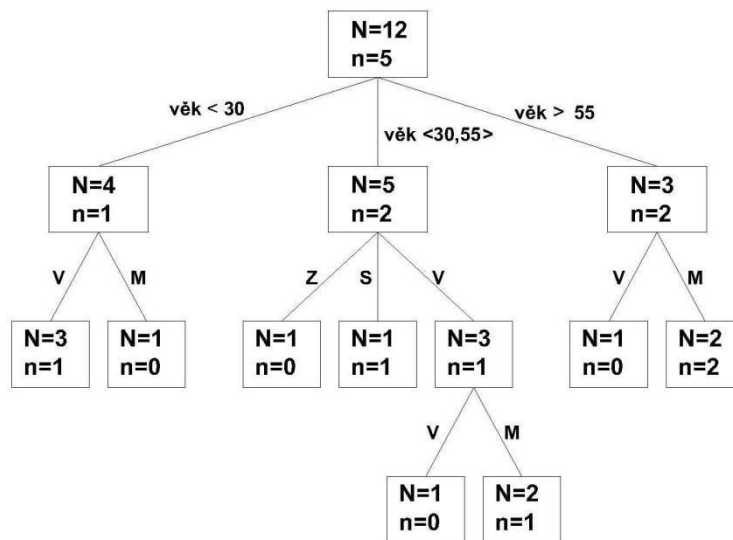 N=12
n=5
věk < 30
věk <30,55>
věk > 55
N=4
n=1
N=5
n=2
N=3
n=2
V
M
Z
S
V
V
M
N=3
n=1
N=1
n=0
N=1
n=0
N=1
n=1
N=3
n=1
N=1
n=0
N=2
n=2
V
M
N=1
n=0
N=2
n=1